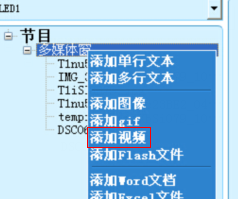 LED1
节目
多媒体窗
T1nu5
添加单行文本
IMG_
添加多行文本
T1iS
T1nu5
添加图像
temp
添加gif
DSC06
添加视频
添加Flash文件
添加Word文档
添加Excel文件